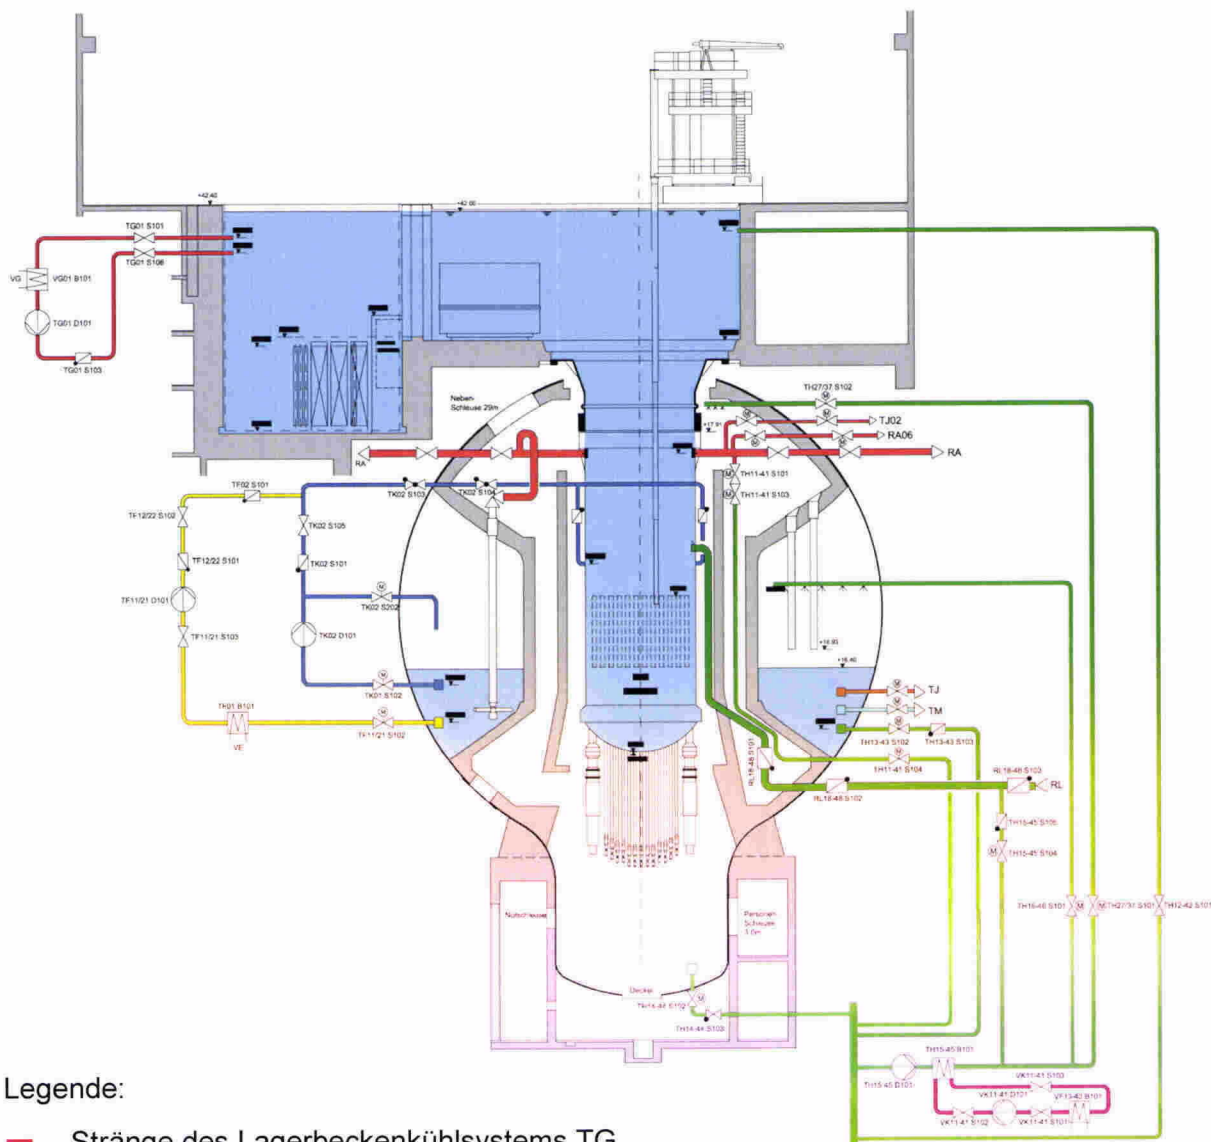 +42.40
+42.00
TG01 S101
TG01 S106
VG
VG01 B101
TG01 D101
TG01 S103
Neben-
Schleuse 29m
TH27/37 S102
TJ02
RA06
+17.91
RA
RA
TH11-41 S101
TH11-41 S103
TF02 S101
TK02 S103
TK02 S104
TF12/22 S102
TK02 S105
TF12/22 S101
TK02 S101
TF11/21 D101
TK02 S202
TF11/21 S103
TK02 D101
+16.93
+16.40
TK01 S102
TJ
TM
TF01 B101
VE
TF11/21 S102
TH13-43 S102
TH13-43 S103
TH11-41 S104
RL18-48 S101
RL18-48 S102
RL18-48 S103
RL
TH15-45 S105
TH15-45 S104
TH16-46 S101
TH27/37 S101
TH12-42 S101
Notschleuse
Personen-
Schleuse
Deckel
TH14-44 S102
TH14-44 S103
TH15-45 B101
TH15-45 D101
VK11-41 S103
VK11-41 D101
VK11-41 S102
VK11-41 S101
Legende:
Stränge des Lagerbeckenkühlsystems TG